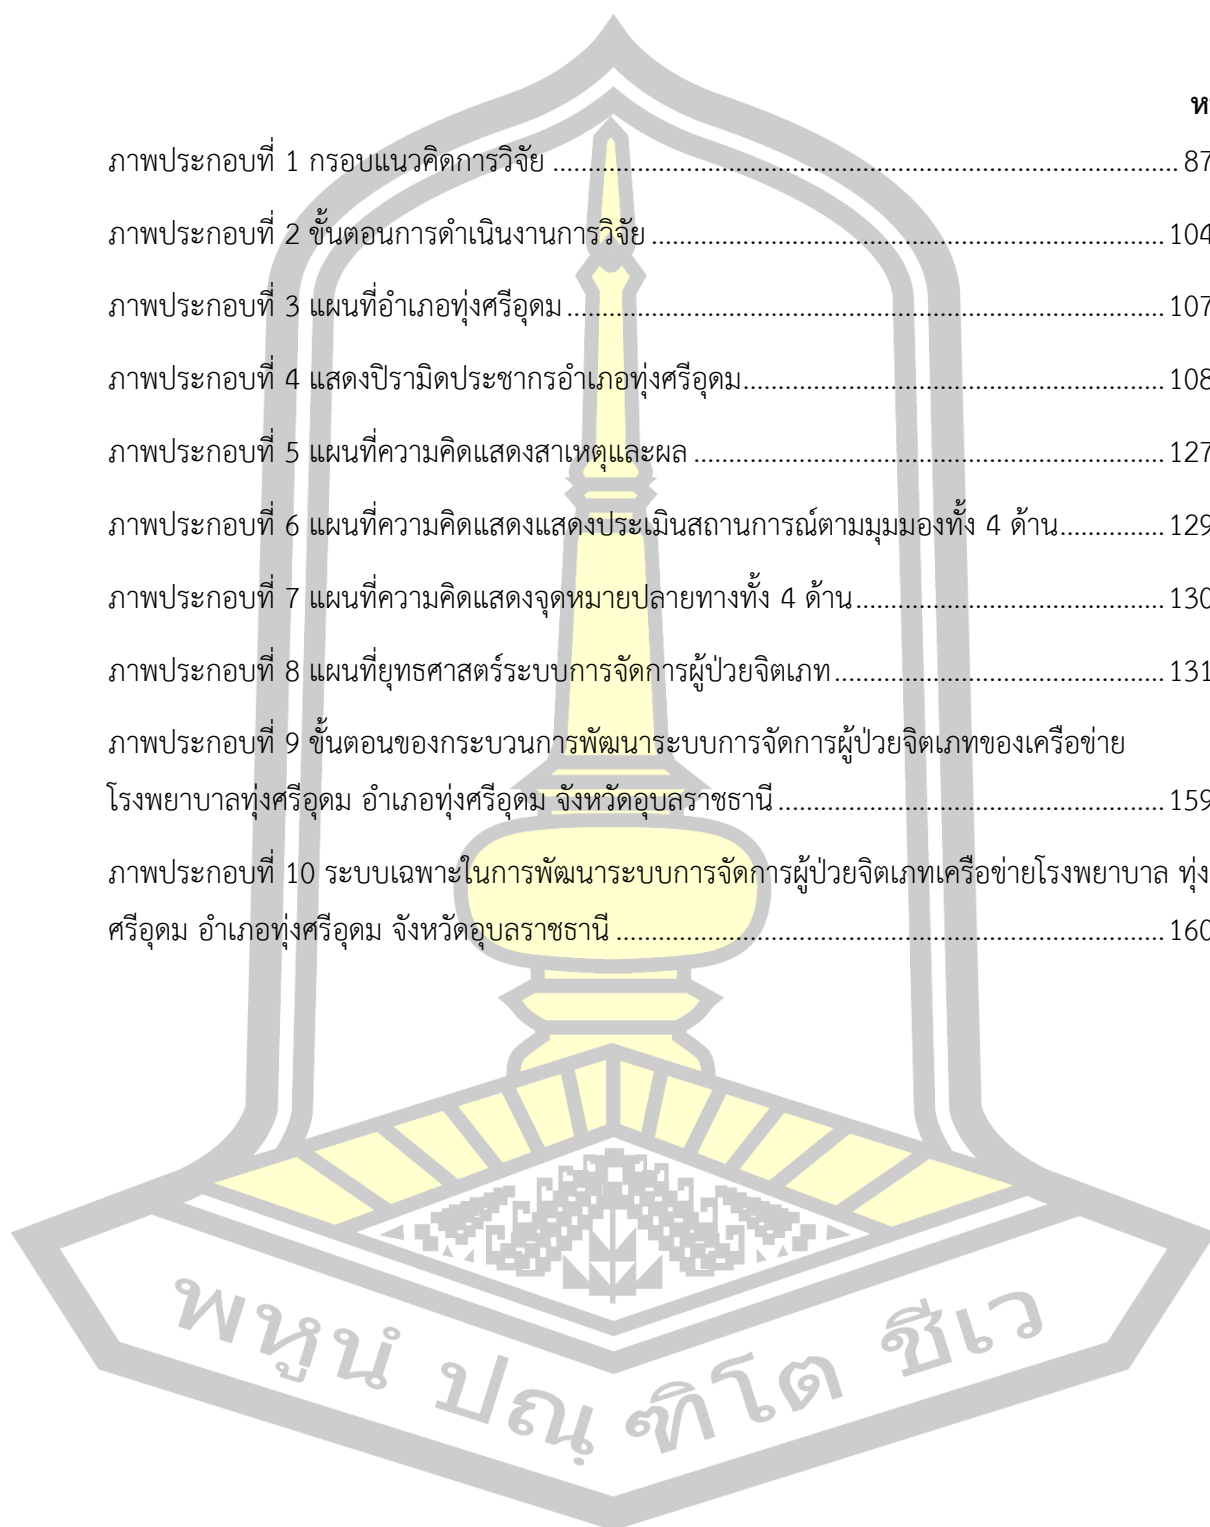 ภาพประกอบที่ 1 กรอบแนวคิดการวิจัย ........................................................................................ 87
ภาพประกอบที่ 2 ขั้นตอนการดำเนินงานการวิจัย ........................................................................ 104
ภาพประกอบที่ 3 แผนที่อำเภอทุ่งศรีอุดม .................................................................................... 107
ภาพประกอบที่ 4 แสดงปิรามิดประชากรอำเภอทุ่งศรีอุดม........................................................... 108
ภาพประกอบที่ 5 แผนที่ความคิดแสดงสาเหตุและผล .................................................................. 127
ภาพประกอบที่ 6 แผนที่ความคิดแสดงแสดงประเมินสถานการณ์ตามมุมมองทั้ง 4 ด้าน............... 129
ภาพประกอบที่ 7 แผนที่ความคิดแสดงจุดหมายปลายทางทั้ง 4 ด้าน........................................... 130
ภาพประกอบที่ 8 แผนที่ยุทธศาสตร์ระบบการจัดการผู้ป่วยจิตเภท.............................................. 131
ภาพประกอบที่ 9 ขั้นตอนของกระบวนการพัฒนาระบบการจัดการผู้ป่วยจิตเภทของเครือข่าย
โรงพยาบาลทุ่งศรีอุดม อำเภอทุ่งศรีอุดม จังหวัดอุบลราชธานี ...................................................... 159
ภาพประกอบที่ 10 ระบบเฉพาะในการพัฒนาระบบการจัดการผู้ป่วยจิตเภทเครือข่ายโรงพยาบาล ทุ่ง
ศรีอุดม อำเภอทุ่งศรีอุดม จังหวัดอุบลราชธานี ............................................................................. 160
พหูนํ ปณฺฑิโต ชีเว